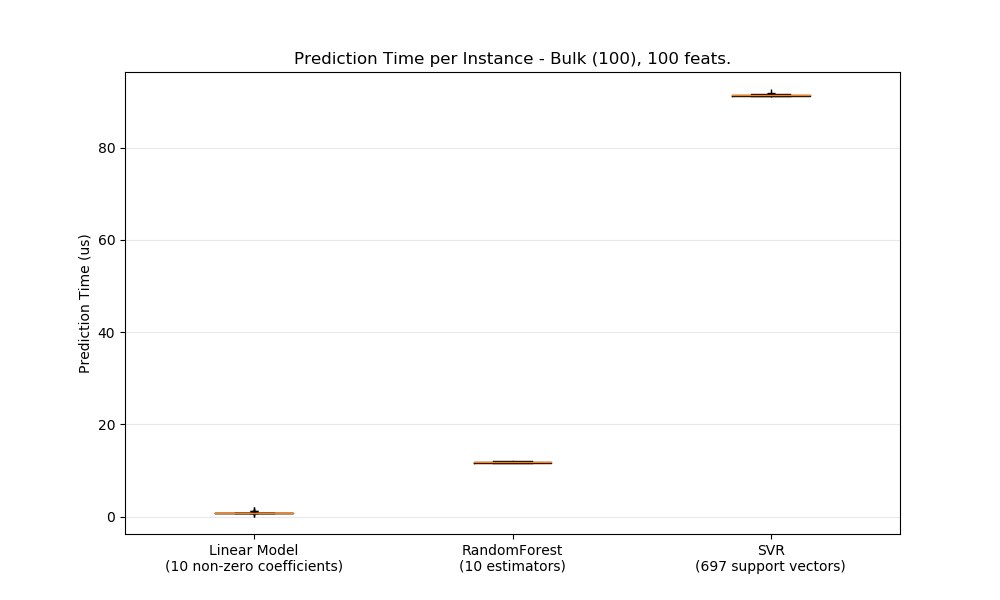 Prediction Time per Instance - Bulk (100), 100 feats.
Prediction Time (us)
80
60
40
20
0
Linear Model
(10 non-zero coefficients)
RandomForest
(10 estimators)
SVR
(697 support vectors)